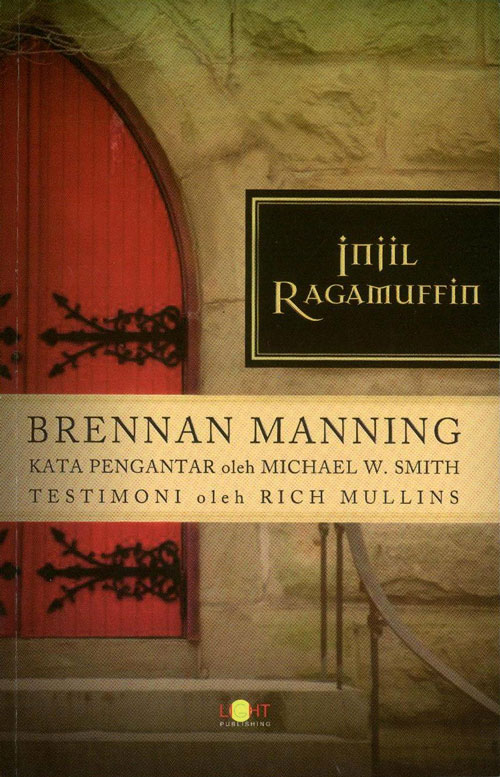 Injil
Ragamuffin
BRENNAN MANNING
KATA PENGANTAR oleh MICHAEL W. SMITH
TESTIMONI oleh RICH MULLINS
LIGHT
PUBLISHING